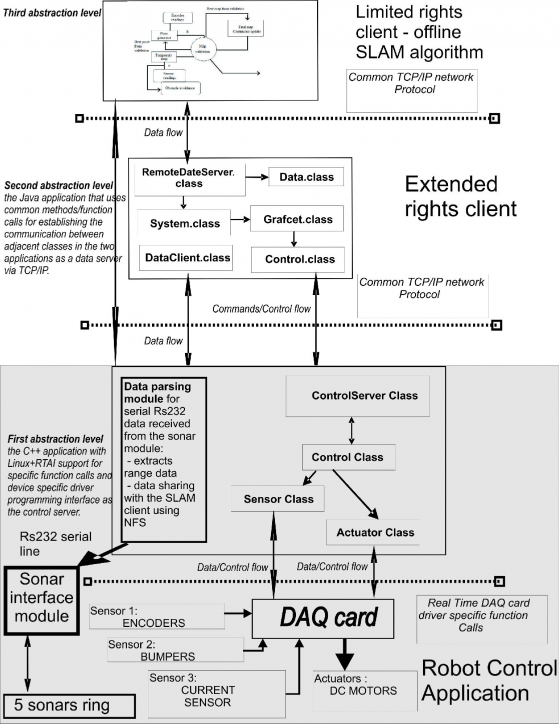 Third abstraction level
Limited rights
client - offline
SLAM algorithm
Common TCP/IP network
Protocol
Data flow
Second abstraction level
the Java application that uses
common methods/function
calls for establishing the
communication between
adjacent classes in the two
applications as a data server
via TCP/IP.
RemoteDateServer.
class
Data.class
System.class
Grafcet.class
DataClient.class
Control.class
Extended
rights client
Common TCP/IP network
Protocol
Commands/Control flow
Data flow
Data parsing
module for
serial Rs232
data received
from the sonar
module:
- extracts
range data
- data sharing
with the SLAM
client using
NFS
ControlServer Class
Control Class
Sensor Class
Actuator Class
First abstraction level
the C++ application with
Linux+RTAI support for
specific function calls and
device specific driver
programming interface as
the control server.
Rs232 serial
line
Data/Control flow
Data/Control flow
Sonar
interface
module
5 sonars ring
Sensor 1:
ENCODERS
Sensor 2:
BUMPERS
Sensor 3:
CURRENT
SENSOR
DAQ card
Actuators :
DC MOTORS
Real Time DAQ card
driver specific function
Calls
Robot Control
Application